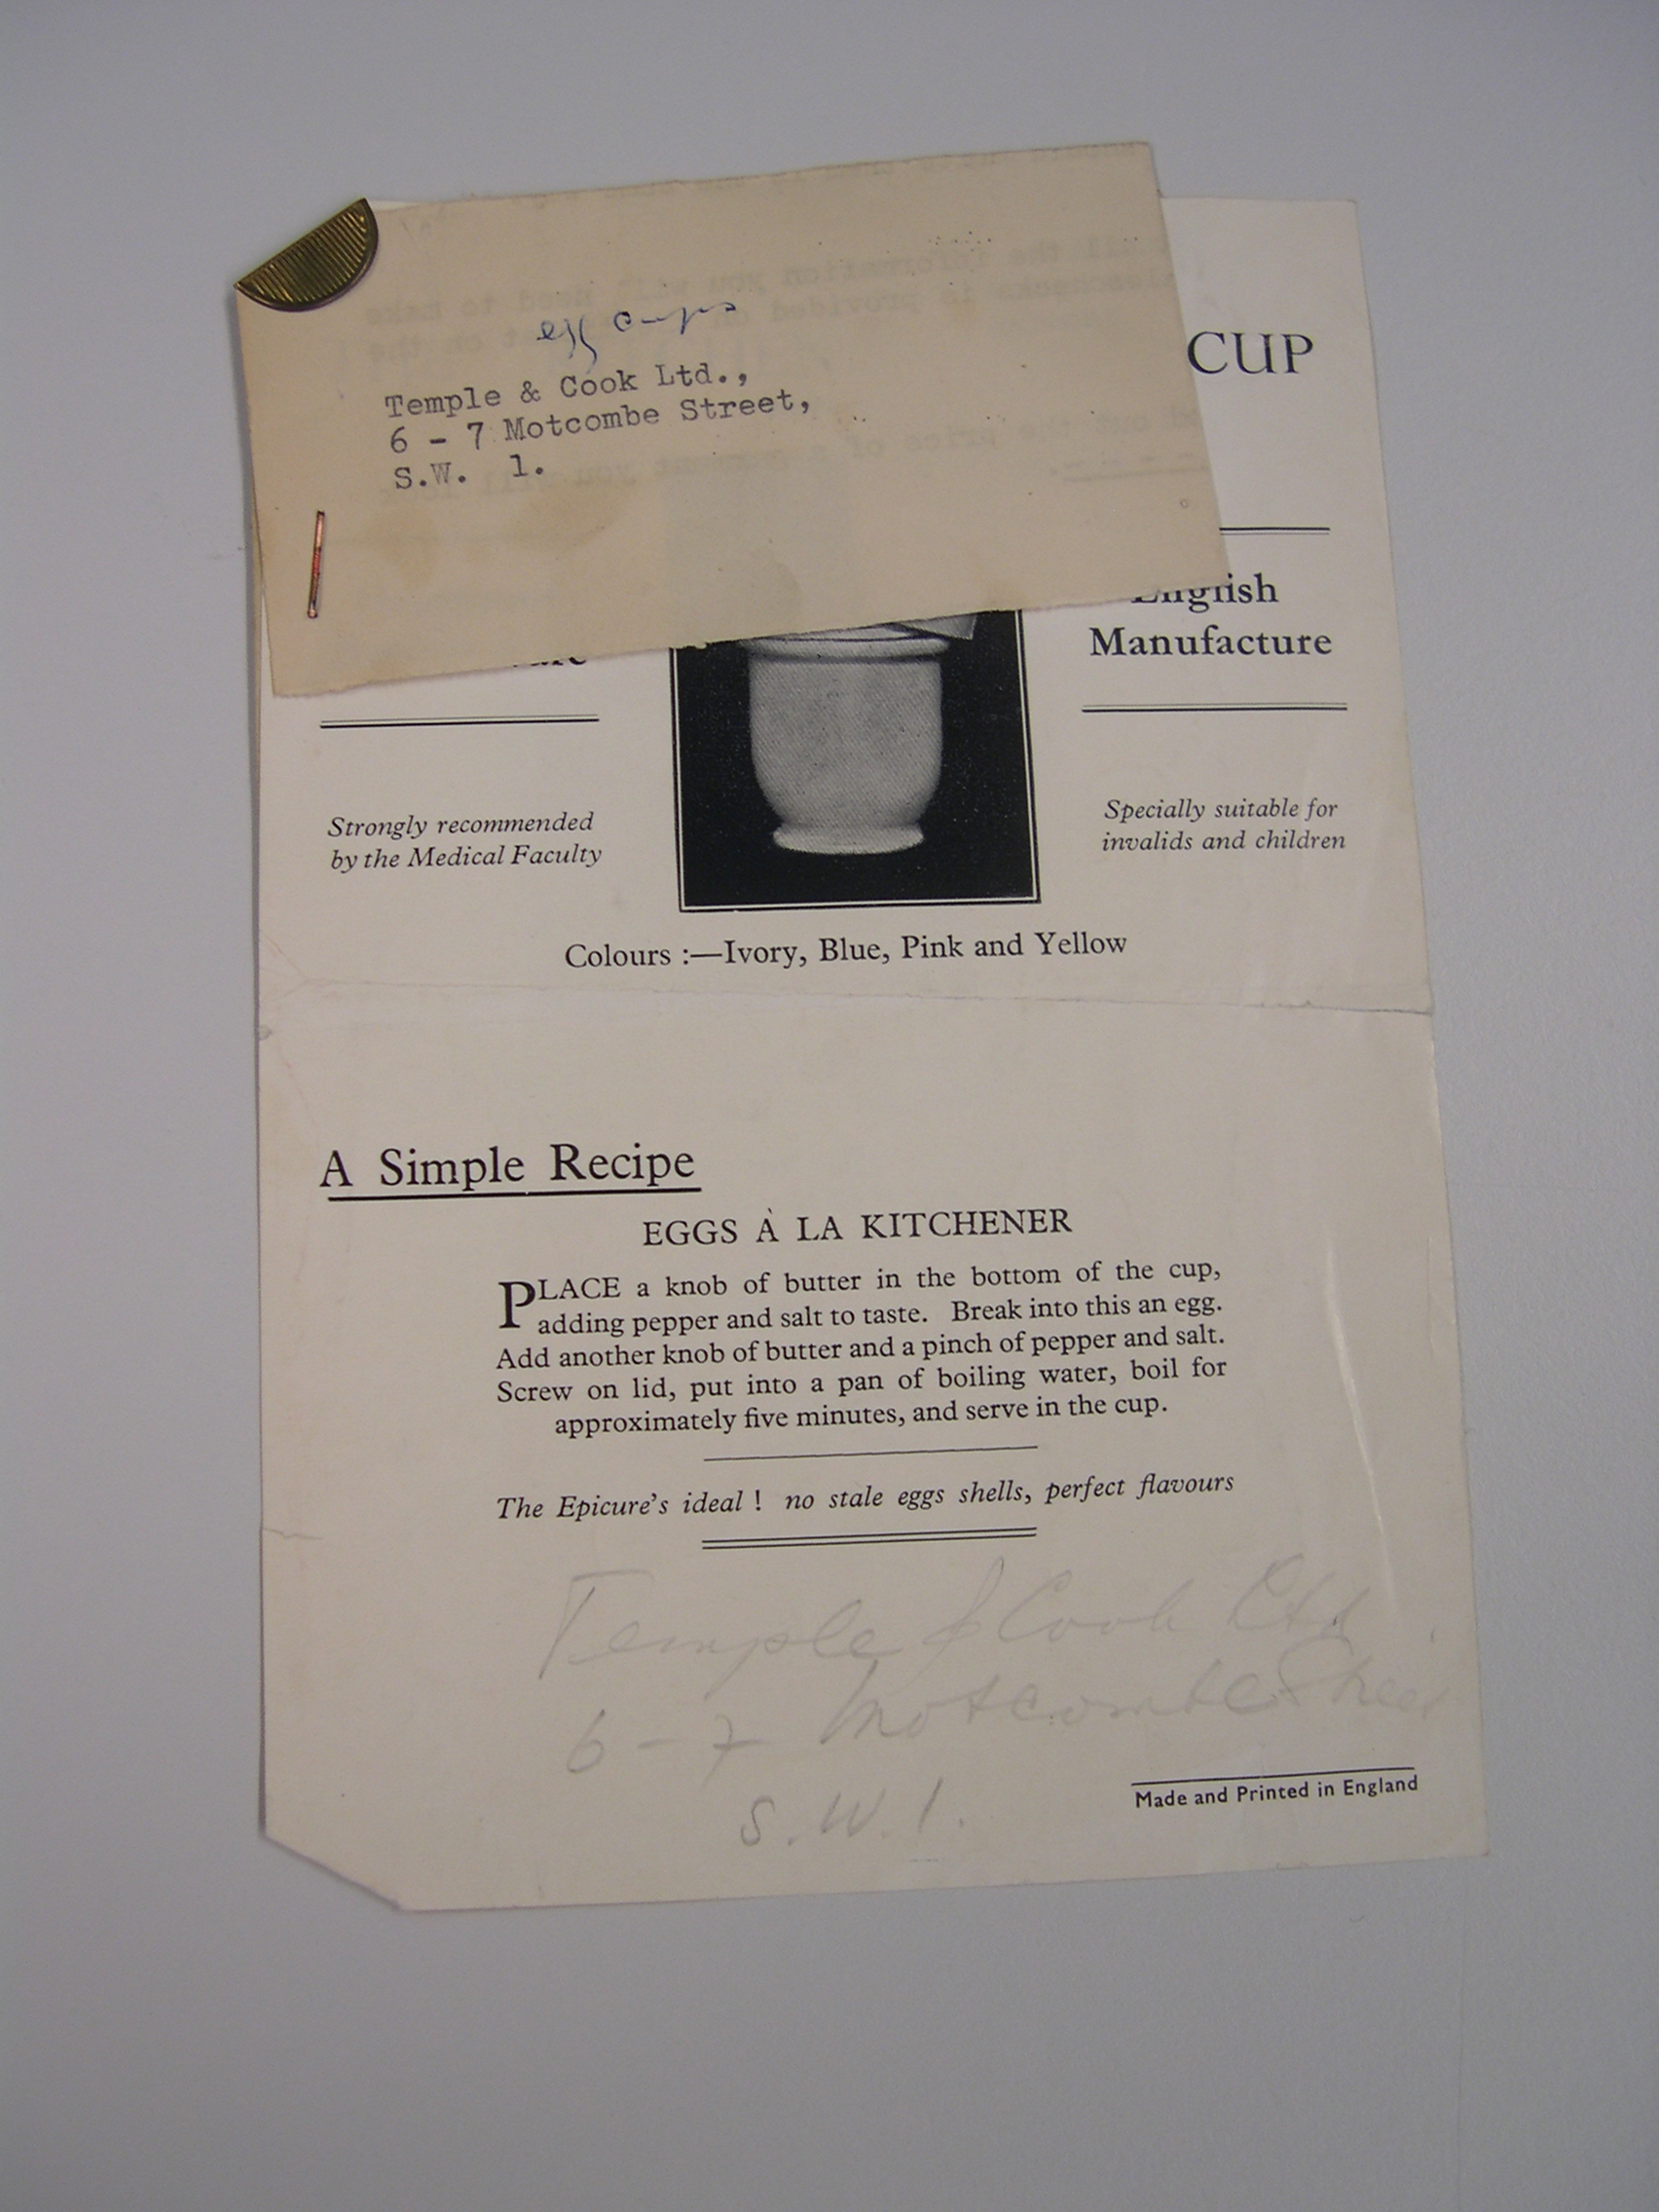 egg cups
Temple & Cook Ltd.,
6 - 7 Motcombe Street,
S.W. 1.
CUP
English
Manufacture
Strongly recommended
by the Medical Faculty
Specially suitable for
invalids and children
Colours :—Ivory, Blue, Pink and Yellow
A Simple Recipe
EGGS À LA KITCHENER
PLACE a knob of butter in the bottom of the cup,
adding pepper and salt to taste. Break into this an egg.
Add another knob of butter and a pinch of pepper and salt.
Screw on lid, put into a pan of boiling water, boil for
approximately five minutes, and serve in the cup.
The Epicure's ideal ! no stale eggs shells, perfect flavours
Temple & Cook Ltd
6 - 7 Motcombe Street
S.W.1.
Made and Printed in England